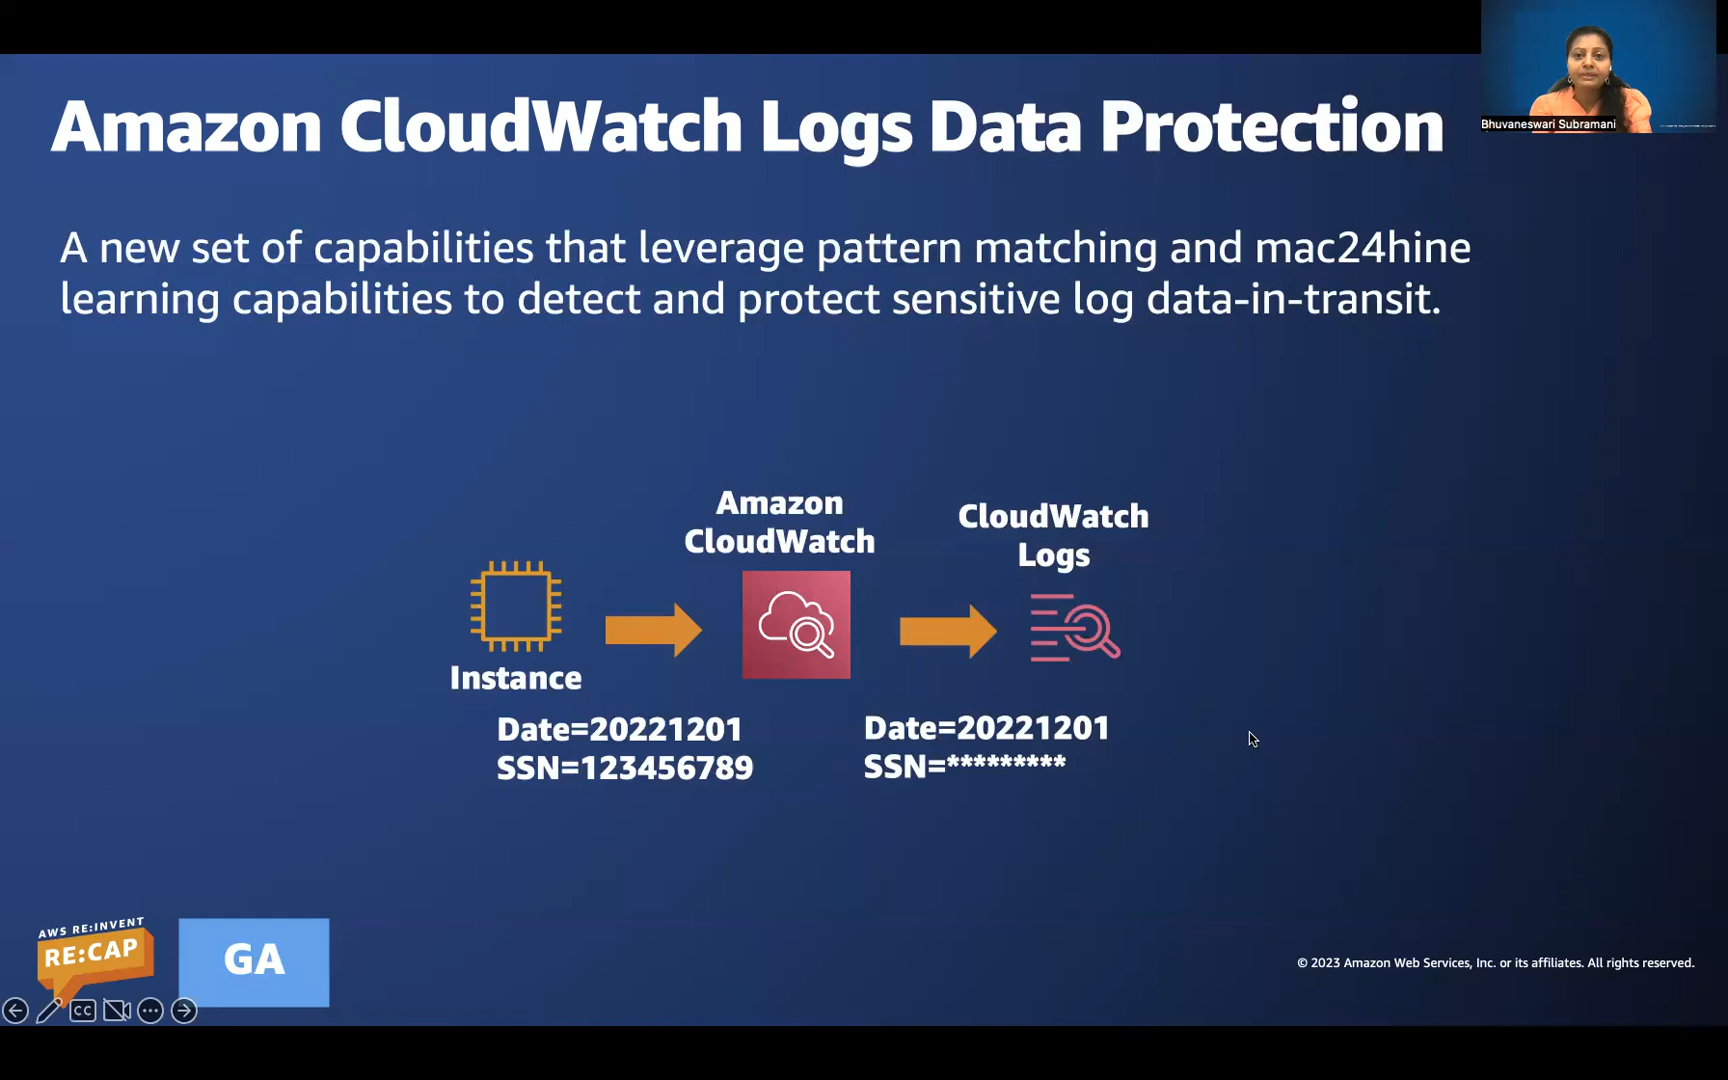 Amazon CloudWatch Logs Data Protection
Bhuvaneswari Subramani
A new set of capabilities that leverage pattern matching and mac24hine
learning capabilities to detect and protect sensitive log data-in-transit.
Amazon
CloudWatch
CloudWatch
Logs
Instance
Date=20221201
SSN=123456789
Date=20221201
SSN=*********
AWS RE:INVENT
RE:CAP
GA
© 2023 Amazon Web Services, Inc. or its affiliates. All rights reserved.
CC